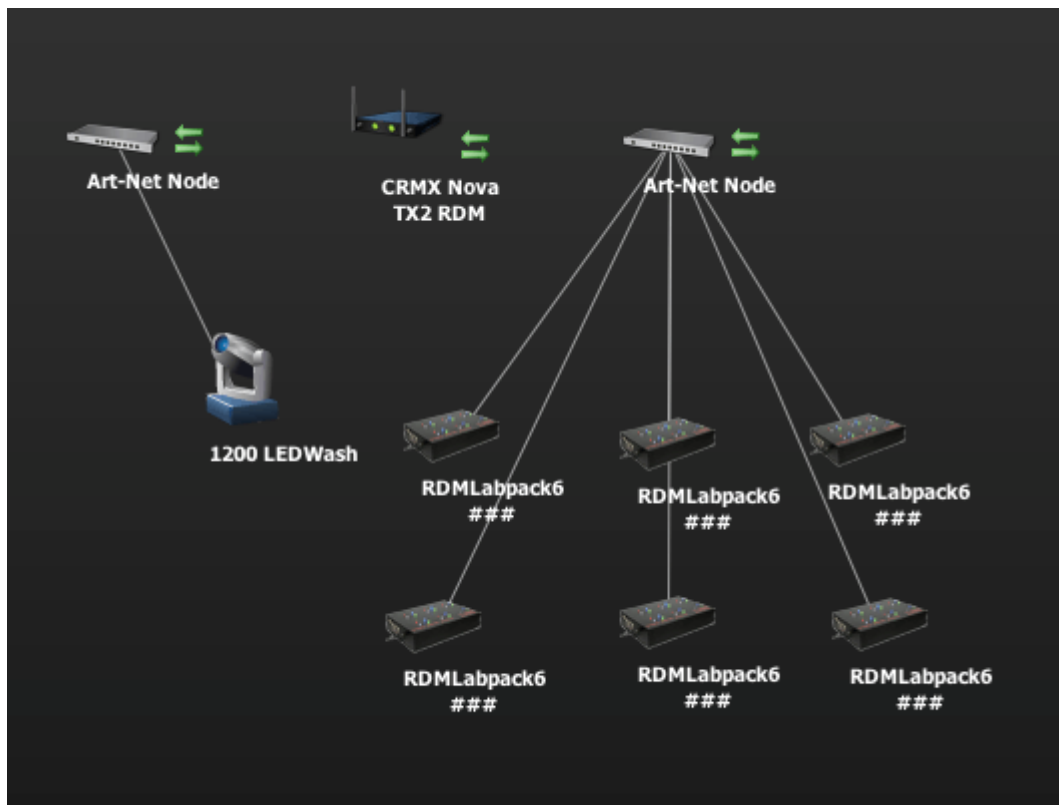 Art-Net Node
CRMX Nova
TX2 RDM
Art-Net Node
1200 LEDWash
RDMLabpack6
###
RDMLabpack6
###
RDMLabpack6
###
RDMLabpack6
###
RDMLabpack6
###
RDMLabpack6
###